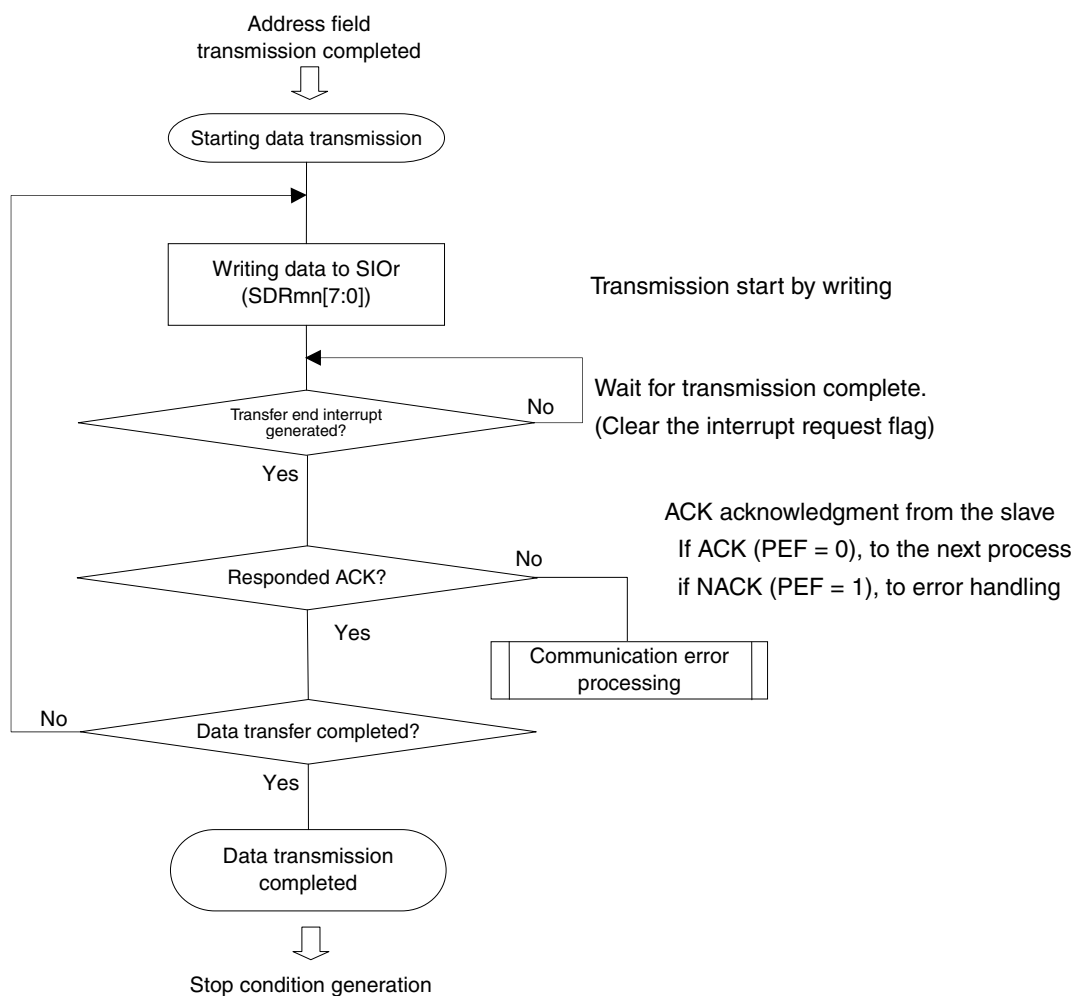 Address field
transmission completed
Starting data transmission
Writing data to SIOr
(SDRmn[7:0])
Transmission start by writing
Transfer end interrupt
generated?
No
Wait for transmission complete.
(Clear the interrupt request flag)
Yes
ACK acknowledgment from the slave
If ACK (PEF = 0), to the next process
if NACK (PEF = 1), to error handling
Responded ACK?
No
Yes
Communication error
processing
No
Data transfer completed?
Yes
Data transmission
completed
Stop condition generation